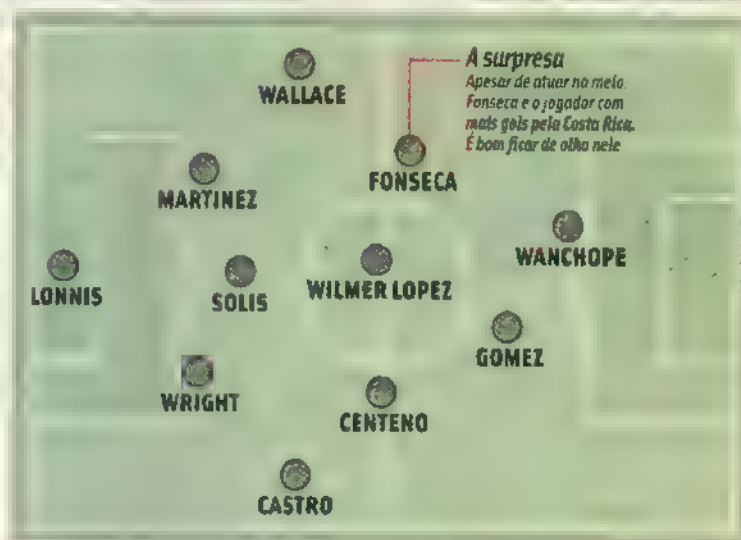 A surpresa
Apesar de atuar no meio,
Fonseca e o jogador com
mais gols pela Costa Rica.
É bom ficar de olho nele
WALLACE
FONSECA
MARTINEZ
WANCHOPE
LONNIS
SOLIS
WILMER LOPEZ
GOMEZ
WRIGHT
CENTENO
CASTRO